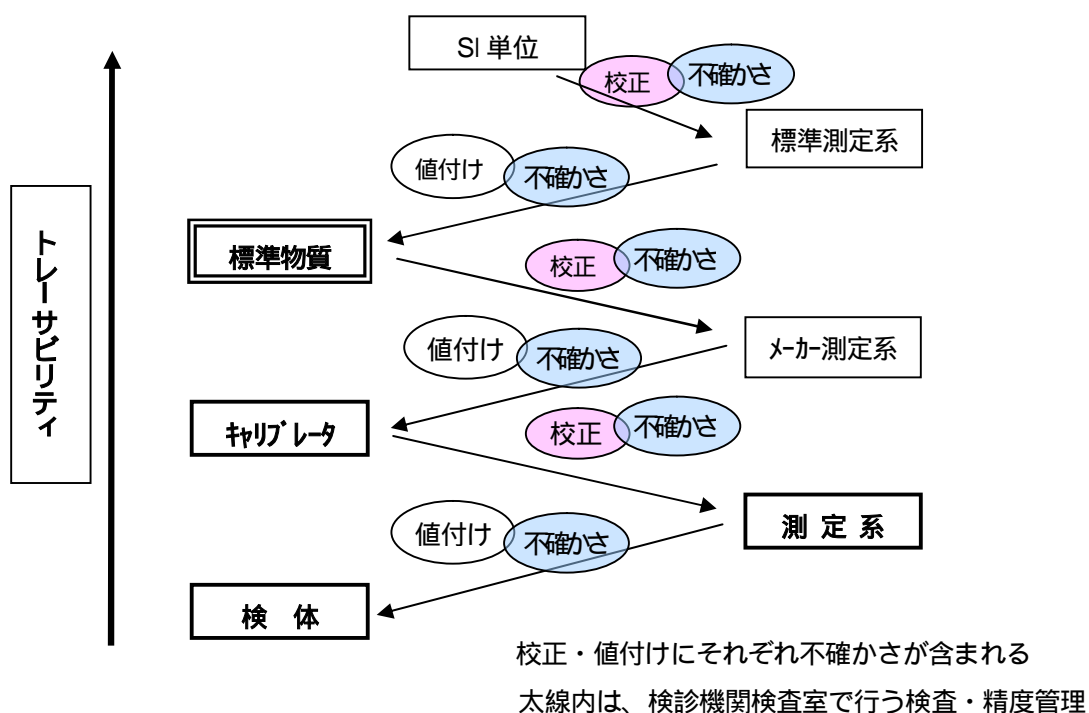 SI 単位
校正
不確かさ
標準測定系
値付け
不確かさ
トレーサビリティ
標準物質
校正
不確かさ
値付け
不確かさ
メーカー測定系
キャリブレータ
校正
不確かさ
測 定 系
値付け
不確かさ
検 体
校正・値付けにそれぞれ不確かさが含まれる
太線内は、検診機関検査室で行う検査・精度管理